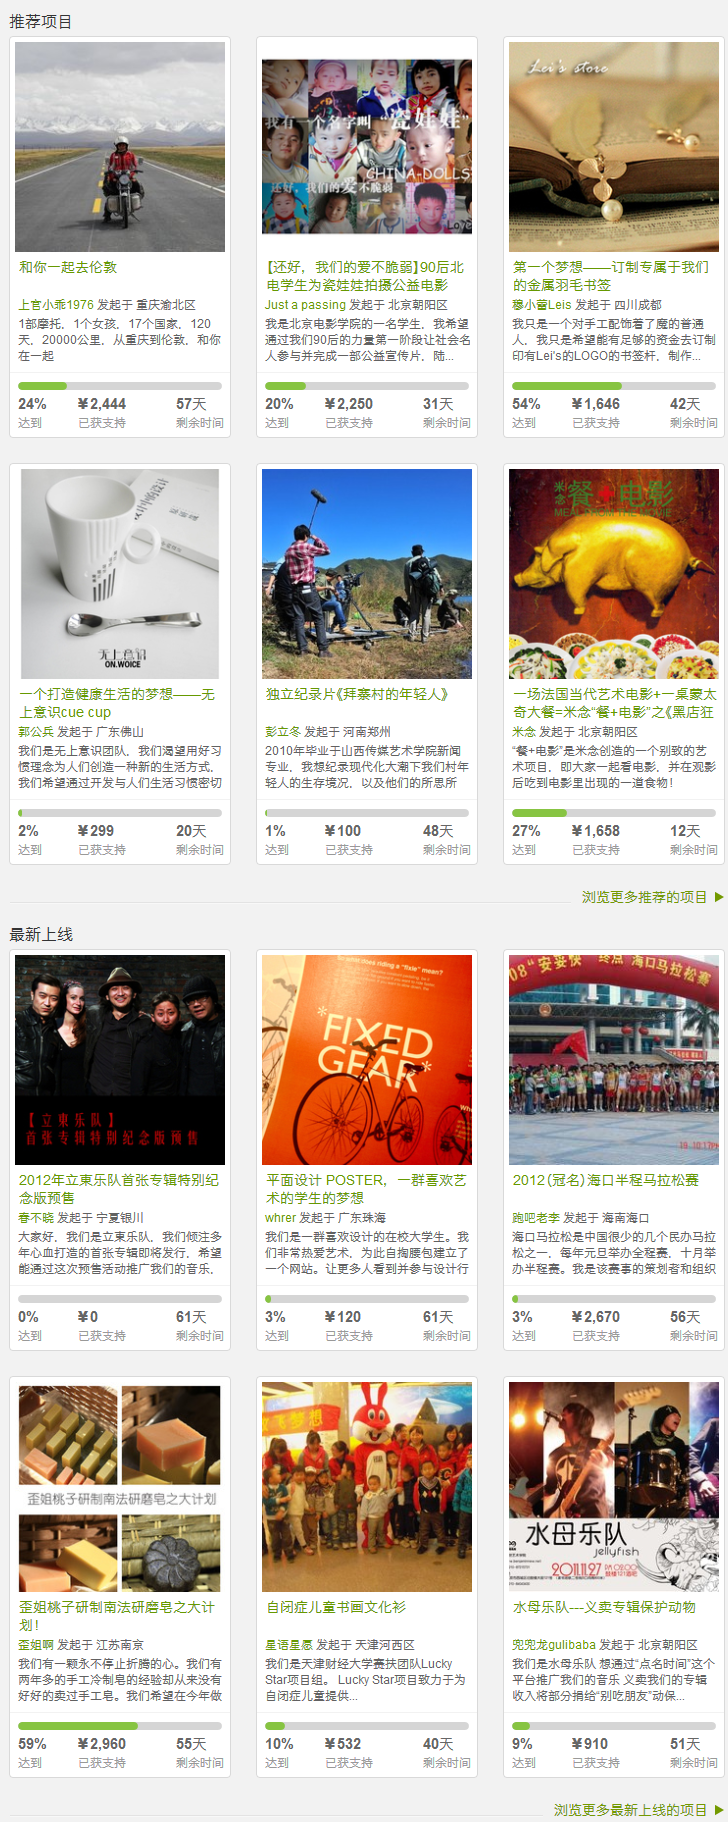 推荐项目
Lei's store
我有一个名字叫“瓷娃娃”
CHINA-DOLLS
还好，我们的爱不脆弱
和你一起去伦敦
上官小乖1976 发起于 重庆渝北区
1部摩托，1个女孩，17个国家，120
天，20000公里，从重庆到伦敦，和你
在一起
24% ¥2,444 57天
达到 已获支持 剩余时间
【还好，我们的爱不脆弱】90后北
电学生为瓷娃娃拍摄公益电影
Just a passing 发起于 北京朝阳区
我是北京电影学院的一名学生，我希望
通过我们90后的力量第一阶段让社会名
人参与并完成一部公益宣传片，陆...
20% ¥2,250 31天
达到 已获支持 剩余时间
第一个梦想——订制专属于我们
的金属羽毛书签
穆小蕾Leis 发起于 四川成都
我只是一个对手工配饰着了魔的普通
人，我只是希望能有足够的资金去订制
印有Lei's的LOGO的书签杆，制作...
54% ¥1,646 42天
达到 已获支持 剩余时间
无上意识
ON.WOICE
米念 餐+电影
MEAL FROM THE MOVIE
一个打造健康生活的梦想——无
上意识cue cup
郭公兵 发起于 广东佛山
我们是无上意识团队，我们渴望用好习
惯理念为人们创造一种新的生活方式，
我们希望通过开发与人们生活习惯密切
2% ¥299 20天
达到 已获支持 剩余时间
独立纪录片《拜寨村的年轻人》
彭立冬 发起于 河南郑州
2010年毕业于山西传媒艺术学院新闻
专业，我想纪录现代化大潮下我们村年
轻人的生存境况，以及他们的所思所
1% ¥100 48天
达到 已获支持 剩余时间
一场法国当代艺术电影+一桌蒙太
奇大餐=米念“餐+电影”之《黑店狂
米念 发起于 北京朝阳区
“餐+电影”是米念创造的一个别致的艺
术项目，即大家一起看电影，并在观影
后吃到电影里出现的一道食物！
27% ¥1,658 12天
达到 已获支持 剩余时间
浏览更多推荐的项目 ▶
最新上线
【立東乐队】
首张专辑特别纪念版预售
riding a “fixie” mean?
*FIXED
GEAR*
08“安妥快 终点 海口马拉松赛
2012年立東乐队首张专辑特别纪
念版预售
春不晓 发起于 宁夏银川
大家好，我们是立東乐队，我们倾注多
年心血打造的首张专辑即将发行，希望
能通过这次预售活动推广我们的音乐，
0% ¥0 61天
达到 已获支持 剩余时间
平面设计 POSTER，一群喜欢艺
术的学生的梦想
whrer 发起于 广东珠海
我们是一群喜欢设计的在校大学生。我
们非常热爱艺术，为此自掏腰包建立了
一个网站。让更多人看到并参与设计行
3% ¥120 61天
达到 已获支持 剩余时间
2012(冠名)海口半程马拉松赛
跑吧老李 发起于 海南海口
海口马拉松是中国很少的几个民办马拉
松之一，每年元旦举办全程赛，十月举
办半程赛。我是该赛事的策划者和组织
3% ¥2,670 56天
达到 已获支持 剩余时间
歪姐桃子研制南法研磨皂之大计划
飞梦想
水母乐队
jellyfish
2011.11.27
歪姐桃子研制南法研磨皂之大计
划！
歪姐啊 发起于 江苏南京
我们有一颗永不停止折腾的心。我们有
两年多的手工冷制皂的经验却从来没有
好好的卖过手工皂。我们希望在今年做
59% ¥2,960 55天
达到 已获支持 剩余时间
自闭症儿童书画文化衫
星语星愿 发起于 天津河西区
我们是天津财经大学赛扶团队Lucky
Star项目组。 Lucky Star项目致力于为
自闭症儿童提供...
10% ¥532 40天
达到 已获支持 剩余时间
水母乐队---义卖专辑保护动物
兜兜龙gulibaba 发起于 北京朝阳区
我们是水母乐队 想通过“点名时间”这个
平台推广我们的音乐 义卖我们的专辑
收入将部分捐给“别吃朋友”动保...
9% ¥910 51天
达到 已获支持 剩余时间
浏览更多最新上线的项目 ▶